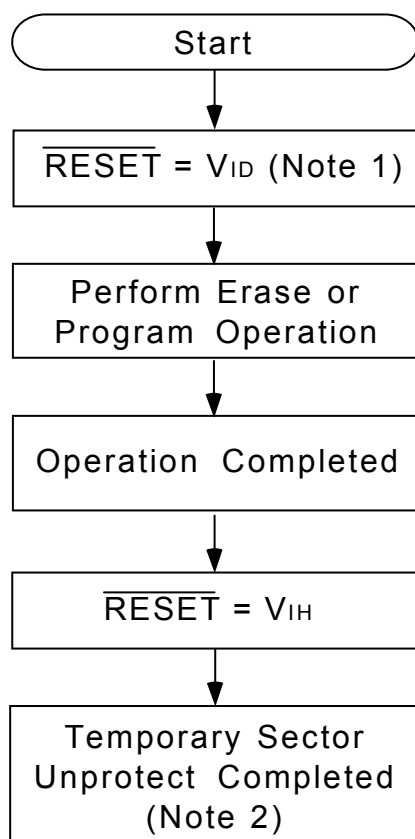 Start
RESET = VID (Note 1)
Perform Erase or
Program Operation
Operation Completed
RESET = VIH
Temporary Sector
Unprotect Completed
(Note 2)